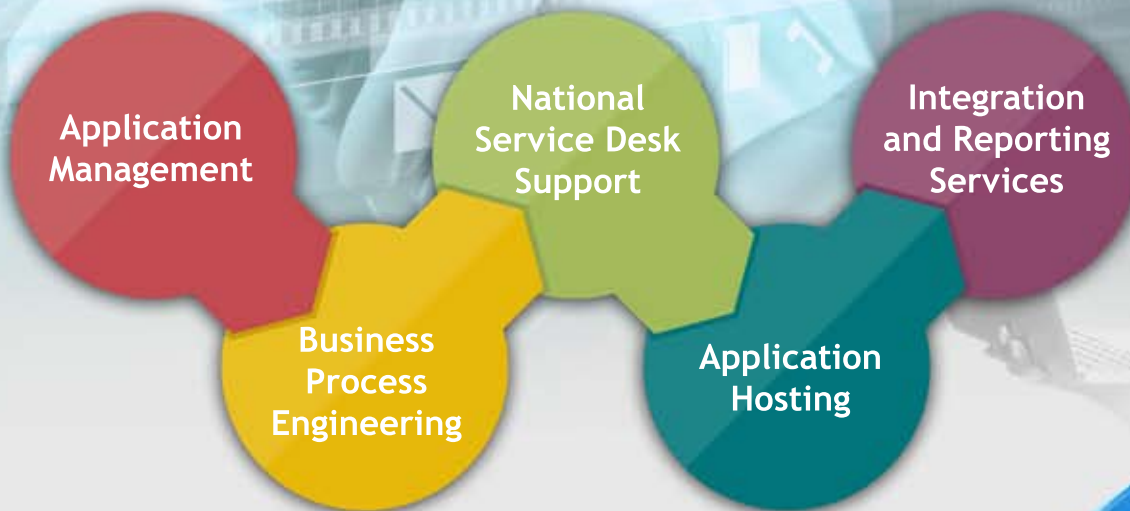 Application
Management
Business
Process
Engineering
National
Service Desk
Support
Application
Hosting
Integration
and Reporting
Services